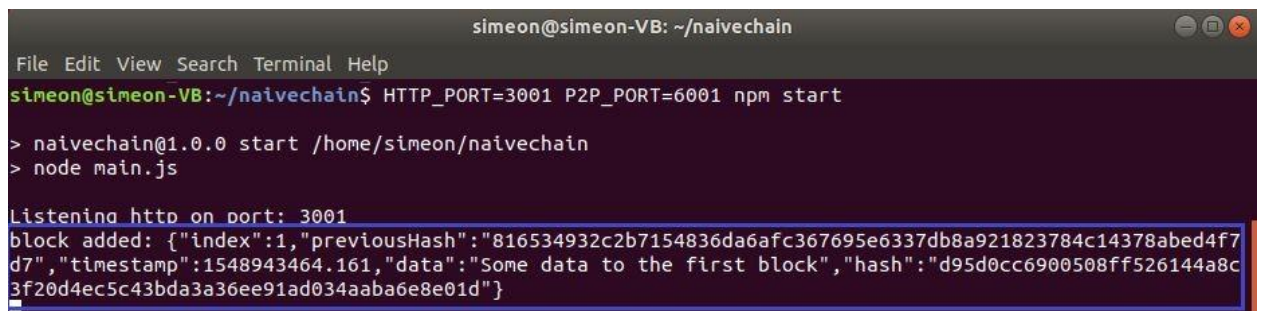 simeon@simeon-VB: ~/naivechain
File Edit View Search Terminal Help
simeon@simeon-VB:~/naivechain$ HTTP_PORT=3001 P2P_PORT=6001 npm start
> naivechain@1.0.0 start /home/simeon/naivechain
> node main.js
Listening http on port: 3001
block added: {"index":1,"previousHash":"816534932c2b7154836da6afc367695e6337db8a921823784c14378abed4f7
d7","timestamp":1548943464.161,"data":"Some data to the first block","hash":"d95d0cc6900508ff526144a8c
3f20d4ec5c43bda3a36ee91ad034aaba6e8e01d"}